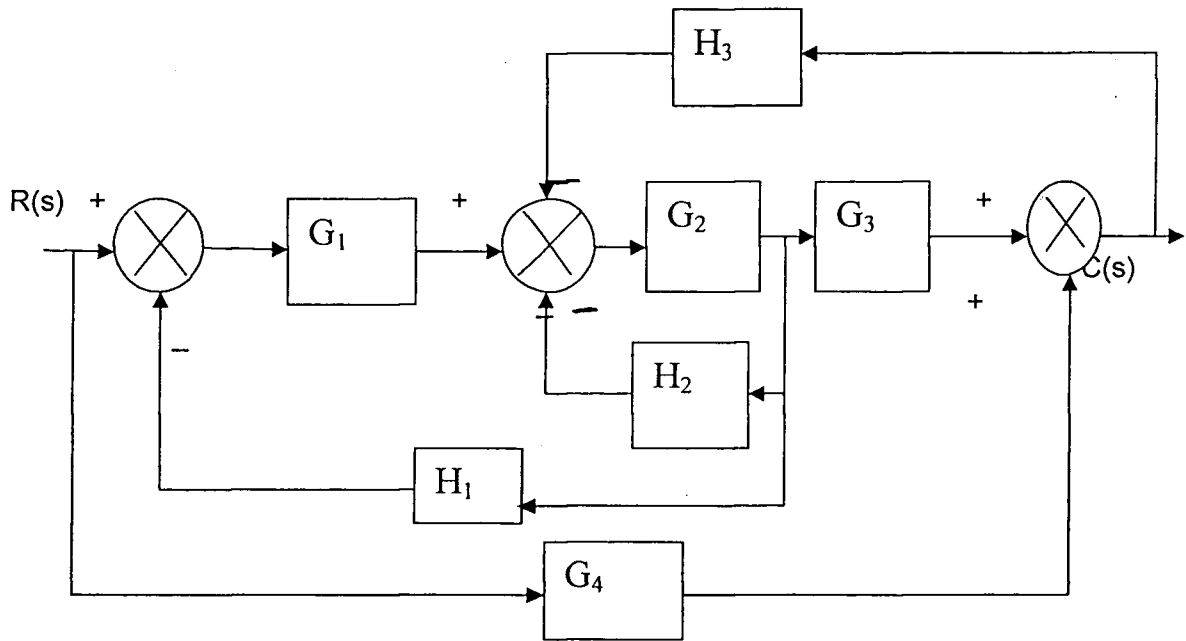 H₃
R(s) + G₁ + − G₂ G₃ +
C(s)
+
+ −
−
H₂
H₁
G₄